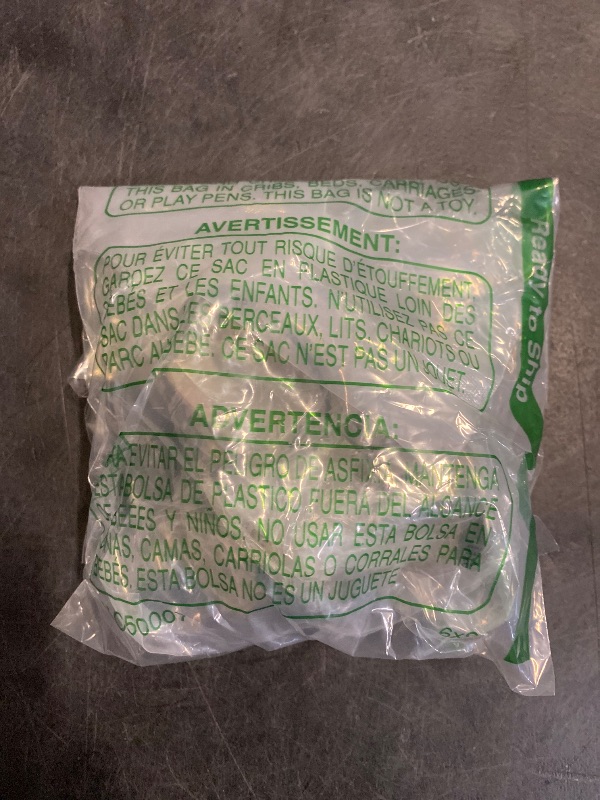 THIS BAG IN CRIBS, BEDS, CARRIAGES
OR PLAY PENS. THIS BAG IS NOT A TOY.
AVERTISSEMENT:
POUR ÉVITER TOUT RISQUE D'ÉTOUFFEMENT,
GARDEZ CE SAC EN PLASTIQUE LOIN DES
BÉBÉS ET LES ENFANTS. N'UTILISEZ PAS CE
SAC DANS LES BERCEAUX, LITS, CHARIOTS OU
PARC À BÉBÉ. CE SAC N'EST PAS UN JOUET.
ADVERTENCIA:
EVITAR EL PELIGRO DE ASFIXIA, MANTENGA
ESTA BOLSA DE PLASTICO FUERA DEL ALSANCE
DE BEBES Y NIÑOS. NO USAR ESTA BOLSA EN
CUNAS, CAMAS, CARRIOLAS O CORRALES PARA
BEBES. ESTA BOLSA NO ES UN JUGUETE.
Ready to Ship